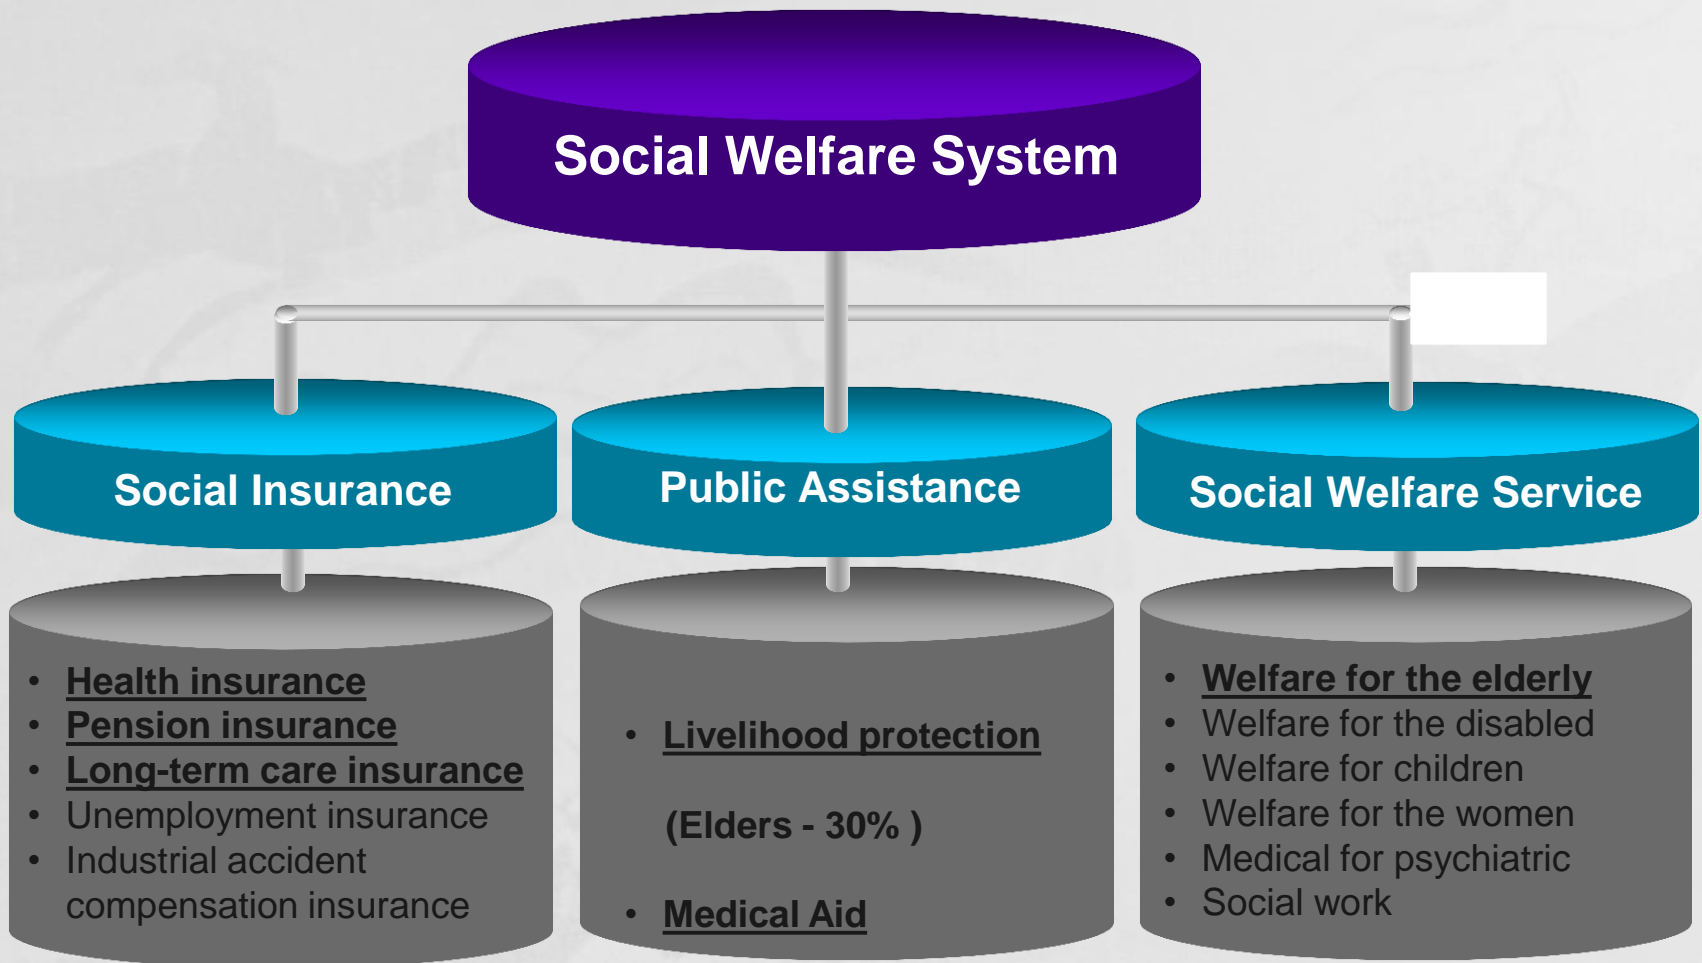 Social Welfare System
Social Insurance
Public Assistance
Social Welfare Service
• Health insurance
• Pension insurance
• Long-term care insurance
• Unemployment insurance
• Industrial accident
compensation insurance
• Livelihood protection
(Elders - 30% )
• Medical Aid
• Welfare for the elderly
• Welfare for the disabled
• Welfare for children
• Welfare for the women
• Medical for psychiatric
• Social work